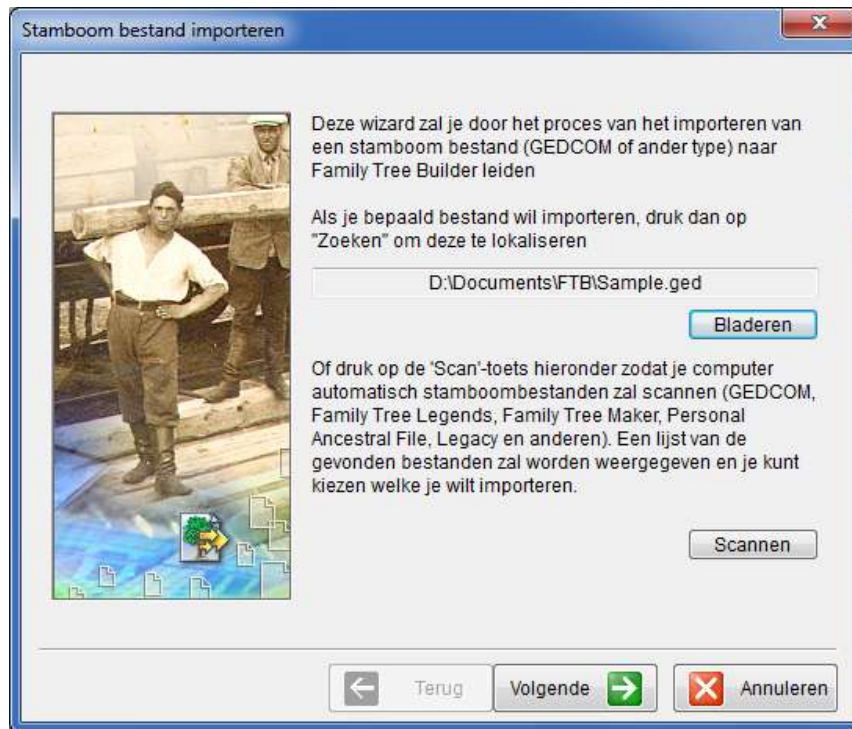 Stamboom bestand importeren
Deze wizard zal je door het proces van het importeren van
een stamboom bestand (GEDCOM of ander type) naar
Family Tree Builder leiden
Als je bepaald bestand wil importeren, druk dan op
"Zoeken" om deze te lokaliseren
D:\Documents\FTB\Sample.ged
Bladeren
Of druk op de 'Scan'-toets hieronder zodat je computer
automatisch stamboombestanden zal scannen (GEDCOM,
Family Tree Legends, Family Tree Maker, Personal
Ancestral File, Legacy en anderen). Een lijst van de
gevonden bestanden zal worden weergegeven en je kunt
kiezen welke je wilt importeren.
Scannen
Terug
Volgende
Annuleren